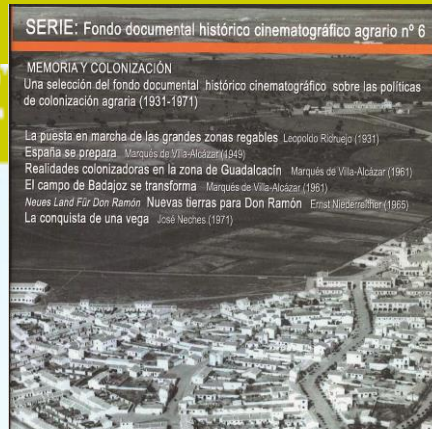 SERIE: Fondo documental histórico cinematográfico agrario nº 6
MEMORIA Y COLONIZACIÓN
Una selección del fondo documental histórico cinematográfico sobre las políticas
de colonización agraria (1931-1971)
La puesta en marcha de las grandes zonas regables Leopoldo Ridruejo (1931)
España se prepara Marqués de Villa-Alcázar (1949)
Realidades colonizadoras en la zona de Guadalcacín Marqués de Villa-Alcázar (1961)
El campo de Badajoz se transforma Marqués de Villa-Alcázar (1961)
Neues Land Für Don Ramón Nuevas tierras para Don Ramón Ernst Niederreither (1965)
La conquista de una vega José Neches (1971)